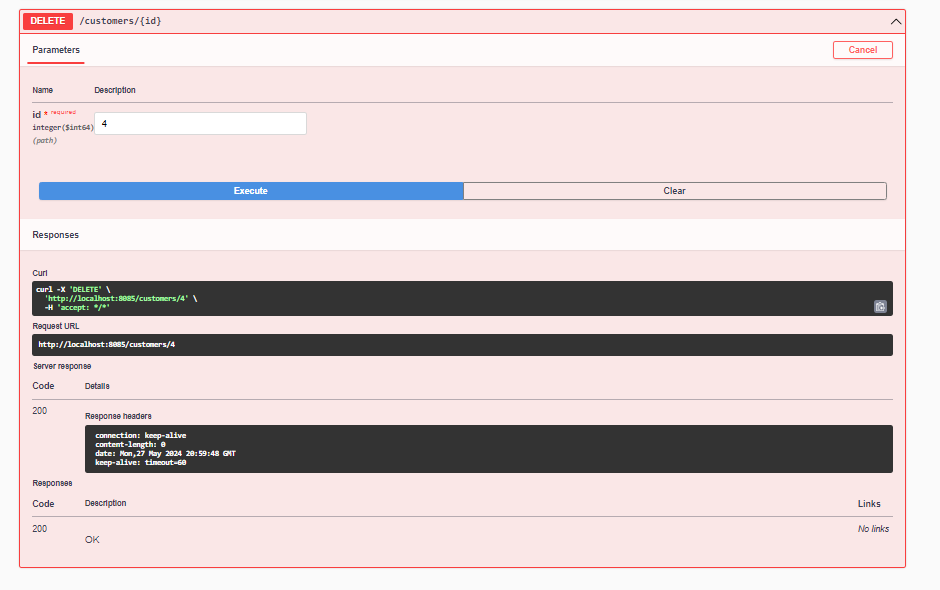 DELETE /customers/{id}
Parameters
Cancel
Name Description
id * required
integer($int64)
(path)
4
Execute Clear
Responses
Curl
curl -X 'DELETE' \
'http://localhost:8085/customers/4' \
-H 'accept: */*'
Request URL
http://localhost:8085/customers/4
Server response
Code Details
200
Response headers
connection: keep-alive
content-length: 0
date: Mon,27 May 2024 20:59:48 GMT
keep-alive: timeout=60
Responses
Code Description Links
200
OK
No links